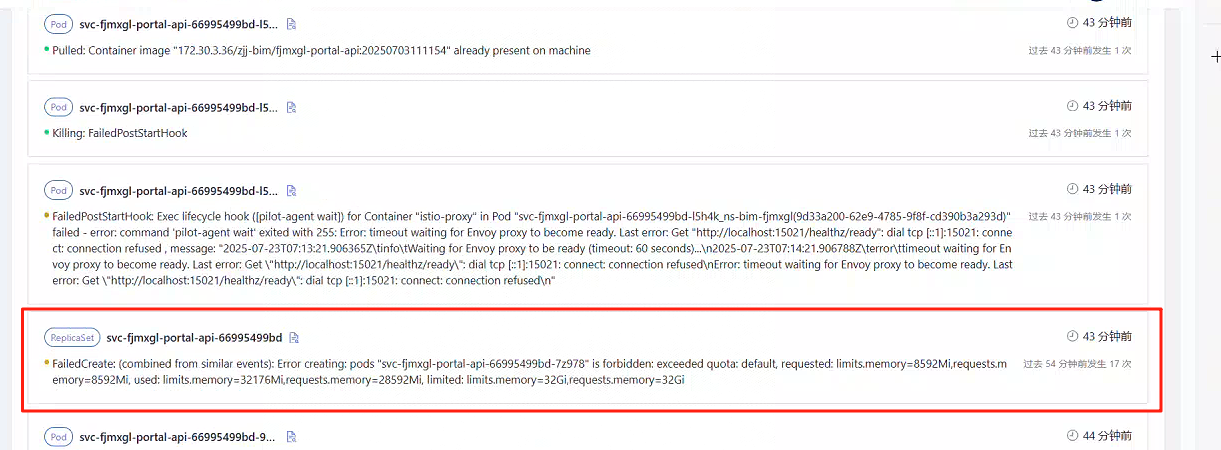 Pod svc-fjmxgl-portal-api-66995499bd-l5... 43 分钟前
Pulled: Container image "172.30.3.36/zjj-bim/fjmxgl-portal-api:20250703111154" already present on machine 过去 43 分钟前发生 1 次
Pod svc-fjmxgl-portal-api-66995499bd-l5... 43 分钟前
Killing: FailedPostStartHook 过去 43 分钟前发生 1 次
Pod svc-fjmxgl-portal-api-66995499bd-l5... 43 分钟前
FailedPostStartHook: Exec lifecycle hook ([pilot-agent wait]) for Container "istio-proxy" in Pod "svc-fjmxgl-portal-api-66995499bd-l5h4k_ns-bim-fjmxgl(9d33a200-62e9-4785-9f8f-cd390b3a293d)" 过去 43 分钟前发生 1 次
failed - error: command 'pilot-agent wait' exited with 255: Error: timeout waiting for Envoy proxy to become ready. Last error: Get "http://localhost:15021/healthz/ready": dial tcp [::1]:15021: conne
ct: connection refused , message: "2025-07-23T07:13:21.906365Z\tinfo\tWaiting for Envoy proxy to be ready (timeout: 60 seconds)...\n2025-07-23T07:14:21.906788Z\terror\ttimeout waiting for En
voy proxy to become ready. Last error: Get \"http://localhost:15021/healthz/ready\": dial tcp [::1]:15021: connect: connection refused\nError: timeout waiting for Envoy proxy to become ready. Last
error: Get \"http://localhost:15021/healthz/ready\": dial tcp [::1]:15021: connect: connection refused\n"
ReplicaSet svc-fjmxgl-portal-api-66995499bd 43 分钟前
FailedCreate: (combined from similar events): Error creating: pods "svc-fjmxgl-portal-api-66995499bd-7z978" is forbidden: exceeded quota: default, requested: limits.memory=8592Mi,requests.m 过去 54 分钟前发生 17 次
emory=8592Mi, used: limits.memory=32176Mi,requests.memory=28592Mi, limited: limits.memory=32Gi,requests.memory=32Gi
Pod svc-fjmxgl-portal-api-66995499bd-9... 44 分钟前